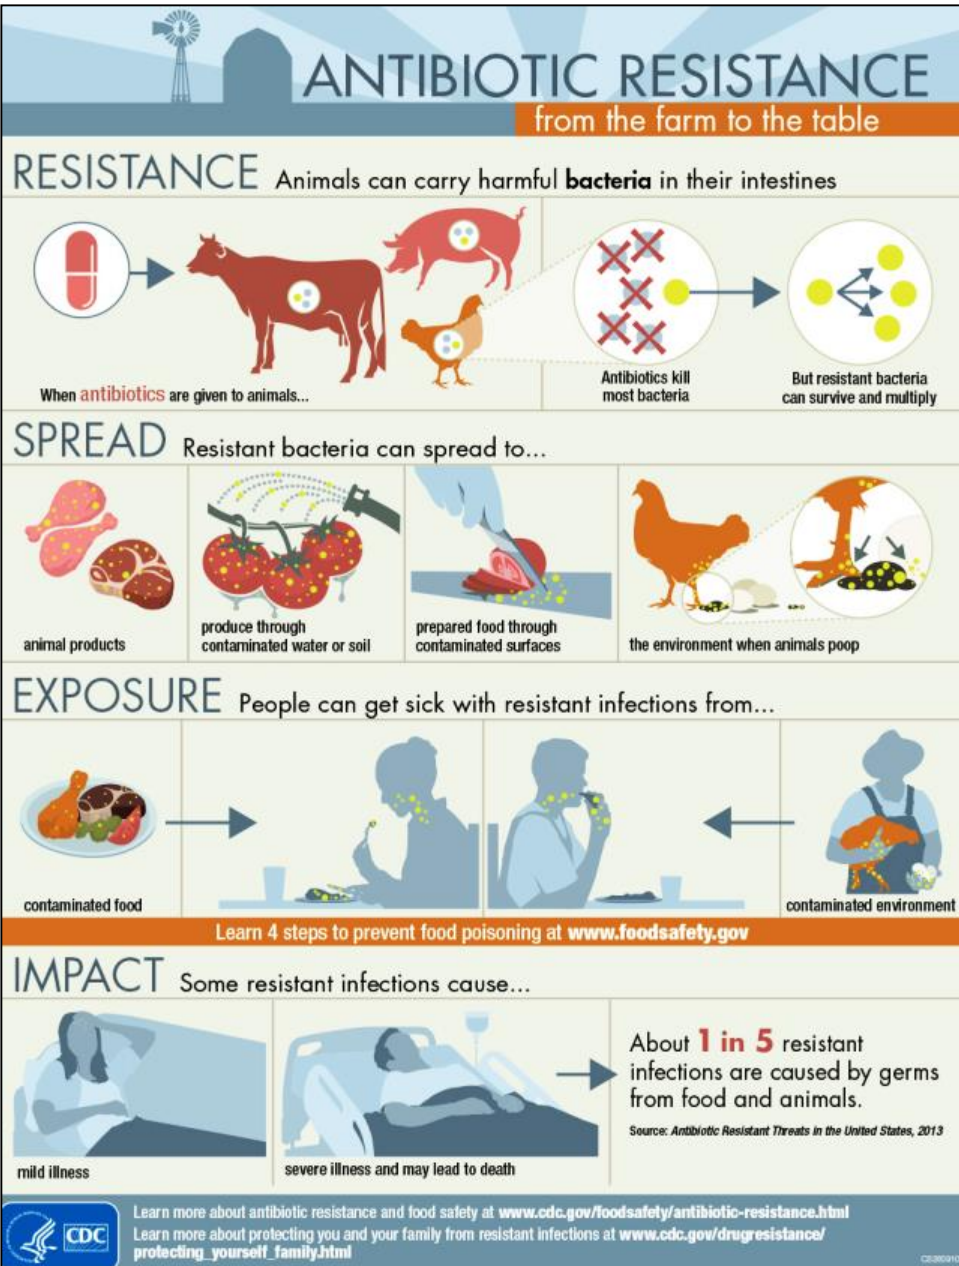 ANTIBIOTIC RESISTANCE
from the farm to the table
RESISTANCE Animals can carry harmful bacteria in their intestines
When antibiotics are given to animals...
Antibiotics kill
most bacteria
But resistant bacteria
can survive and multiply
SPREAD Resistant bacteria can spread to...
animal products
produce through
contaminated water or soil
prepared food through
contaminated surfaces
the environment when animals poop
EXPOSURE People can get sick with resistant infections from...
contaminated food
contaminated environment
Learn 4 steps to prevent food poisoning at www.foodsafety.gov
IMPACT Some resistant infections cause...
mild illness
severe illness and may lead to death
About 1 in 5 resistant
infections are caused by germs
from food and animals.
Source: Antibiotic Resistant Threats in the United States, 2013
CDC
Learn more about antibiotic resistance and food safety at www.cdc.gov/foodsafety/antibiotic-resistance.html
Learn more about protecting you and your family from resistant infections at www.cdc.gov/drugresistance/
protecting_yourself_family.html